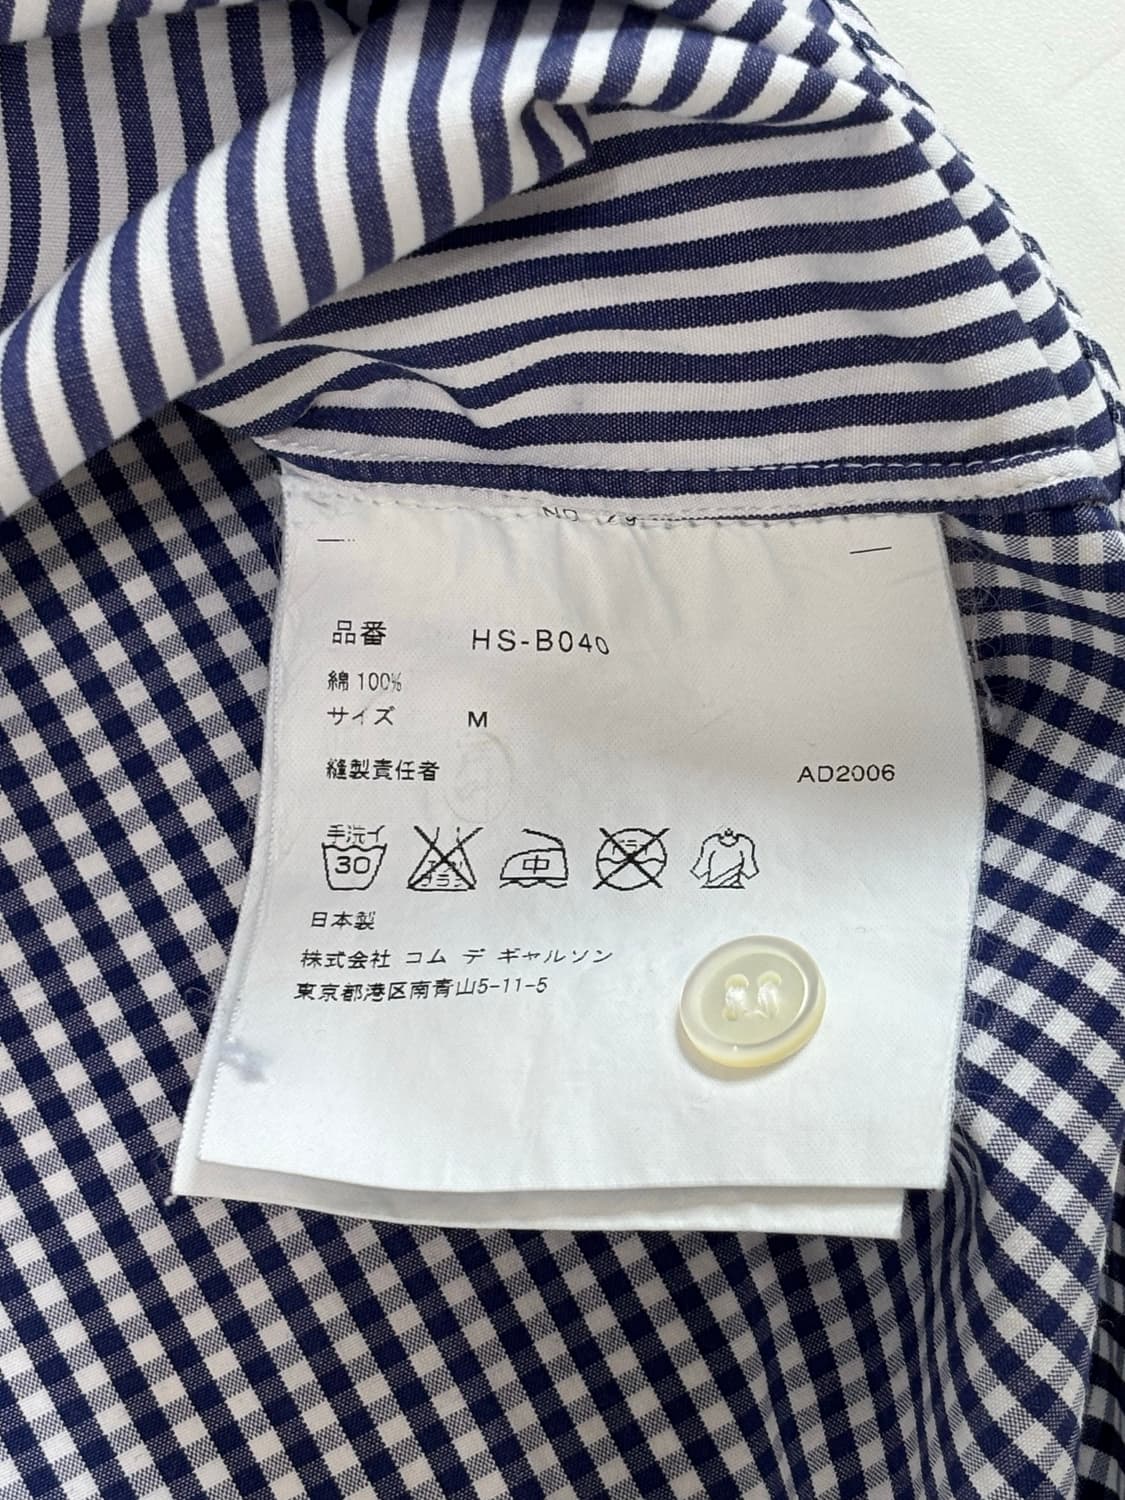 品番 HS-B040
綿 100%
サイズ M
縫製責任者 AD2006
手洗イ
30
中
日本製
株式会社 コム デ ギャルソン
東京都港区南青山5-11-5